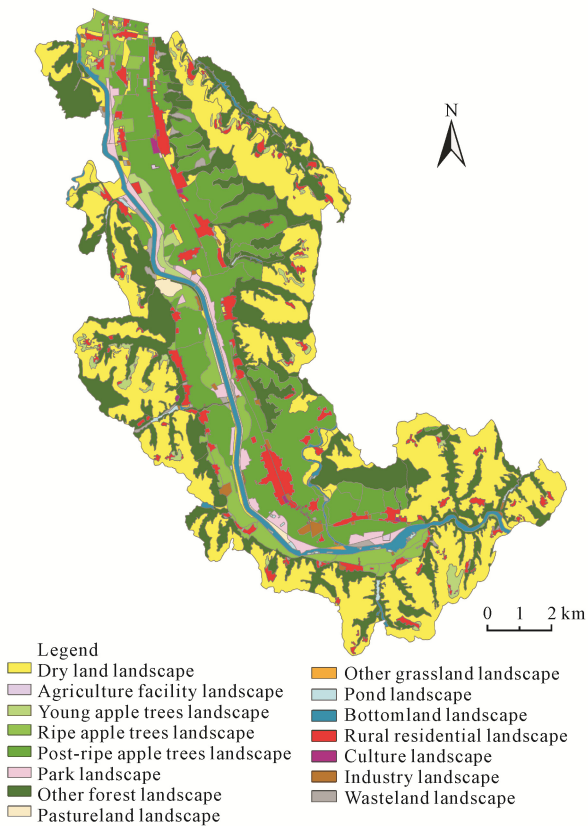 N
0 1 2 km
Legend
Dry land landscape
Agriculture facility landscape
Young apple trees landscape
Ripe apple trees landscape
Post-ripe apple trees landscape
Park landscape
Other forest landscape
Pastureland landscape
Other grassland landscape
Pond landscape
Bottomland landscape
Rural residential landscape
Culture landscape
Industry landscape
Wasteland landscape